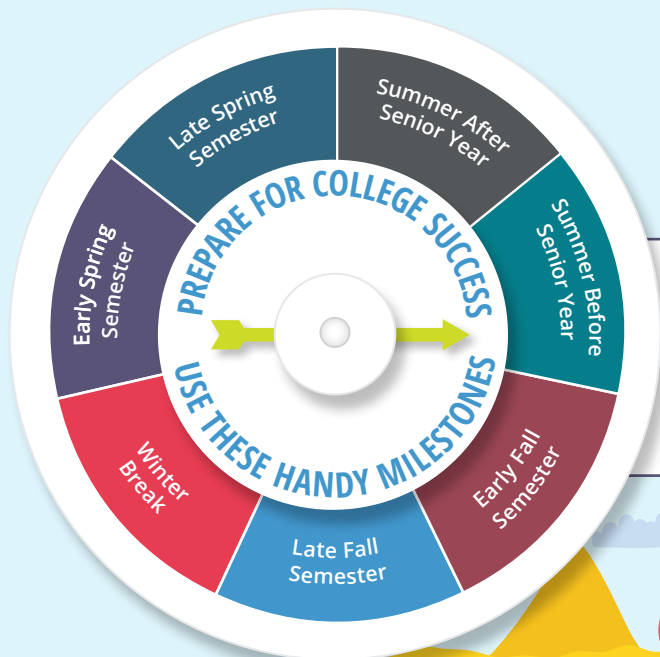 PREPARE FOR COLLEGE SUCCESS
USE THESE HANDY MILESTONES
Summer Before
Senior Year
Early Fall
Semester
Late Fall
Semester
Winter
Break
Early Spring
Semester
Late Spring
Semester
Summer After
Senior Year